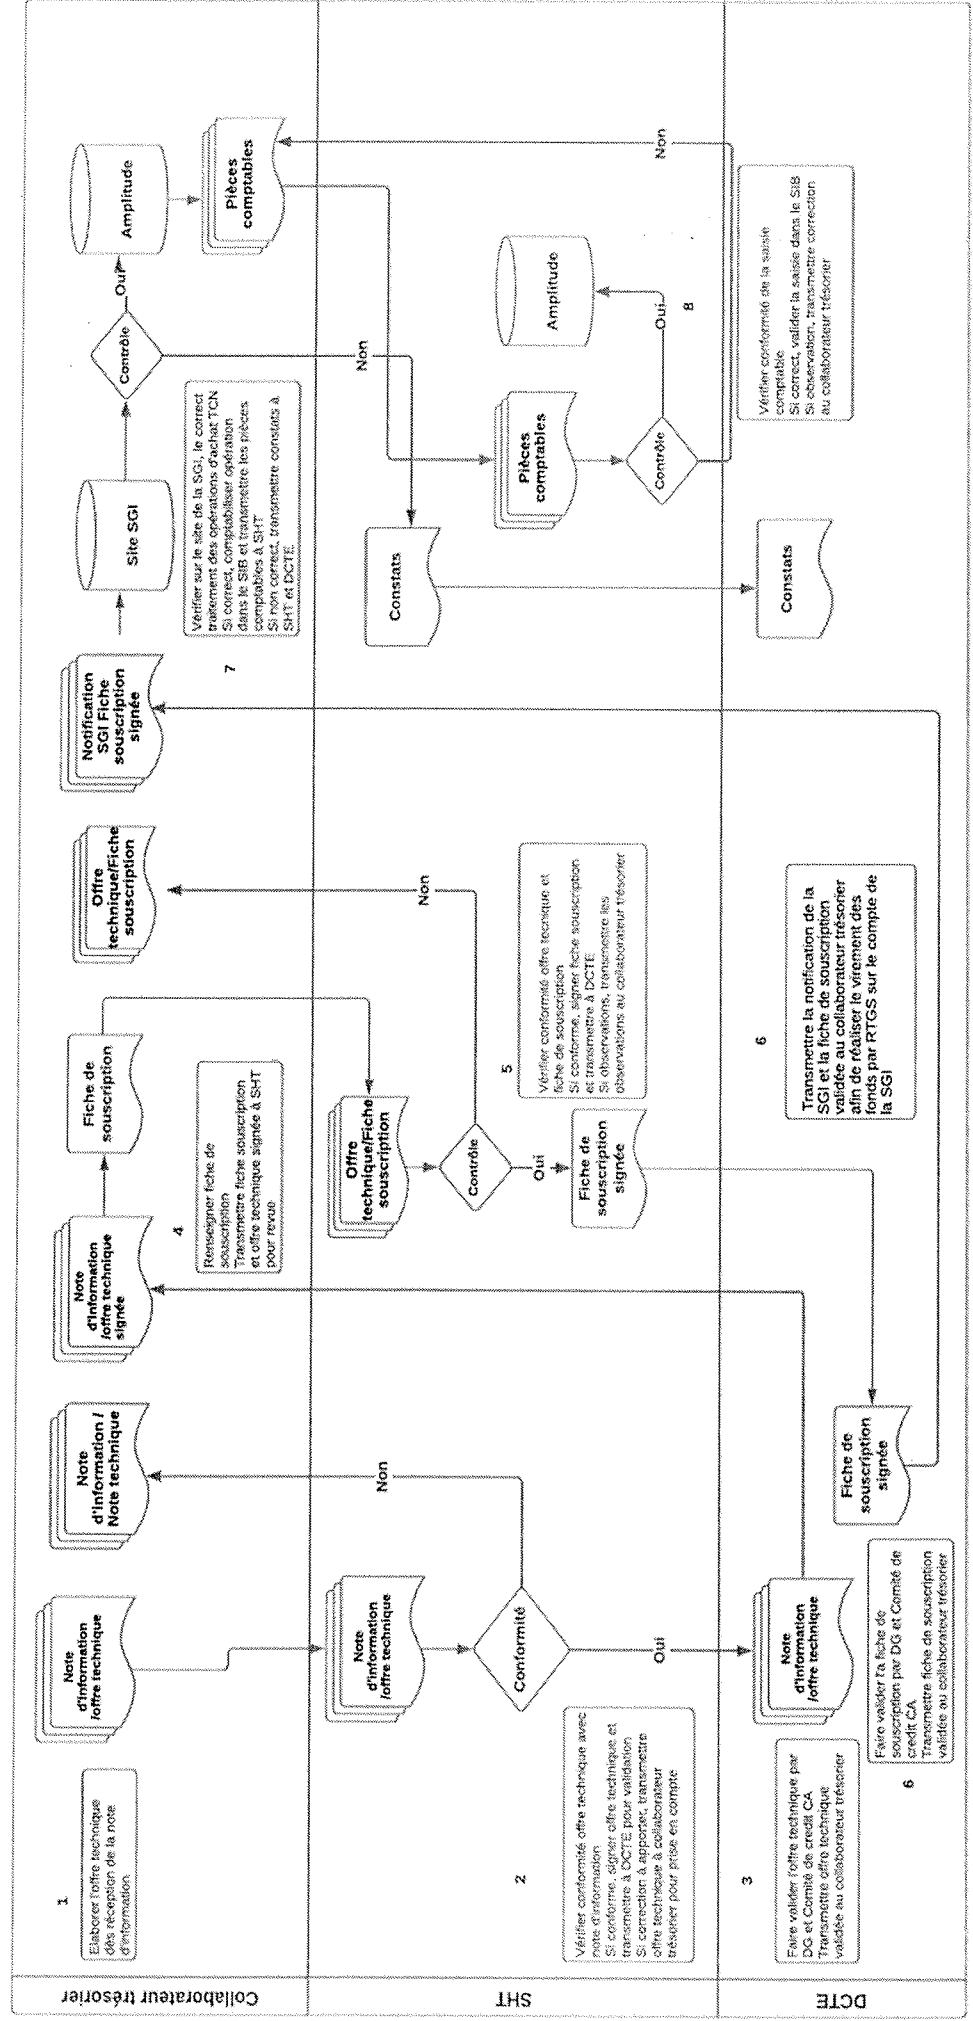 Collaborateur trésorier
1
Elaborer l'offre technique
dès réception de la note
d'information
Note
d'information
/offre technique
Note
d'information /
Note technique
Note
d'information
/offre technique
signée
4
Renseigner fiche de
souscription
Transmettre fiche souscription
et offre technique signée à SHT
pour revue
Fiche de
souscription
Offre
technique/Fiche
souscription
Notification
SGI Fiche
souscription
signée
7
Vérifier sur le site de la SGI, le correct
traitement des opérations d'achat TCN
Si correct, comptabiliser opération
dans le SIB et transmettre les pièces
comptables à SHT
Si non correct, transmettre constats à
SHT et DCTE
Site SGI
Contrôle
Oui
Amplitude
Pièces
comptables
Non
SHT
2
Vérifier conformité offre technique avec
note d'information
Si conforme, signer offre technique et
transmettre à DCTE pour validation
Si correction à apporter, transmettre
offre technique à collaborateur
trésorier pour prise en compte
Note
d'information
/offre technique
Conformité
Non
Oui
Offre
technique/Fiche
souscription
Contrôle
Oui
Non
Fiche de
souscription
signée
5
Vérifier conformité offre tecnique et
fiche de souscription
Si conforme, signer fiche souscription
et transmettre à DCTE
Si observations, transmettre les
observations au collaborateur trésorier
Constats
Pièces
comptables
Contrôle
Oui
Amplitude
8
Non
DCTE
3
Faire valider l'offre technique par
DG et Comité de credit CA
Transmettre offre technique
validée au collaborateur trésorier
Note
d'information
/offre technique
6
Faire valider la fiche de
souscription par DG et Comité de
credit CA
Transmettre fiche de souscription
validée au collaborateur trésorier
Fiche de
souscription
signée
6
Transmettre la notification de la
SGI et la fiche de souscription
validée au collaborateur trésorier
afin de réaliser le virement des
fonds par RTGS sur le compte de
la SGI
Constats
Vérifier conformité de la saisie
comptable
Si correct, valider la saisie dans le SIB
Si observation, transmettre correction
au collaborateur trésorier